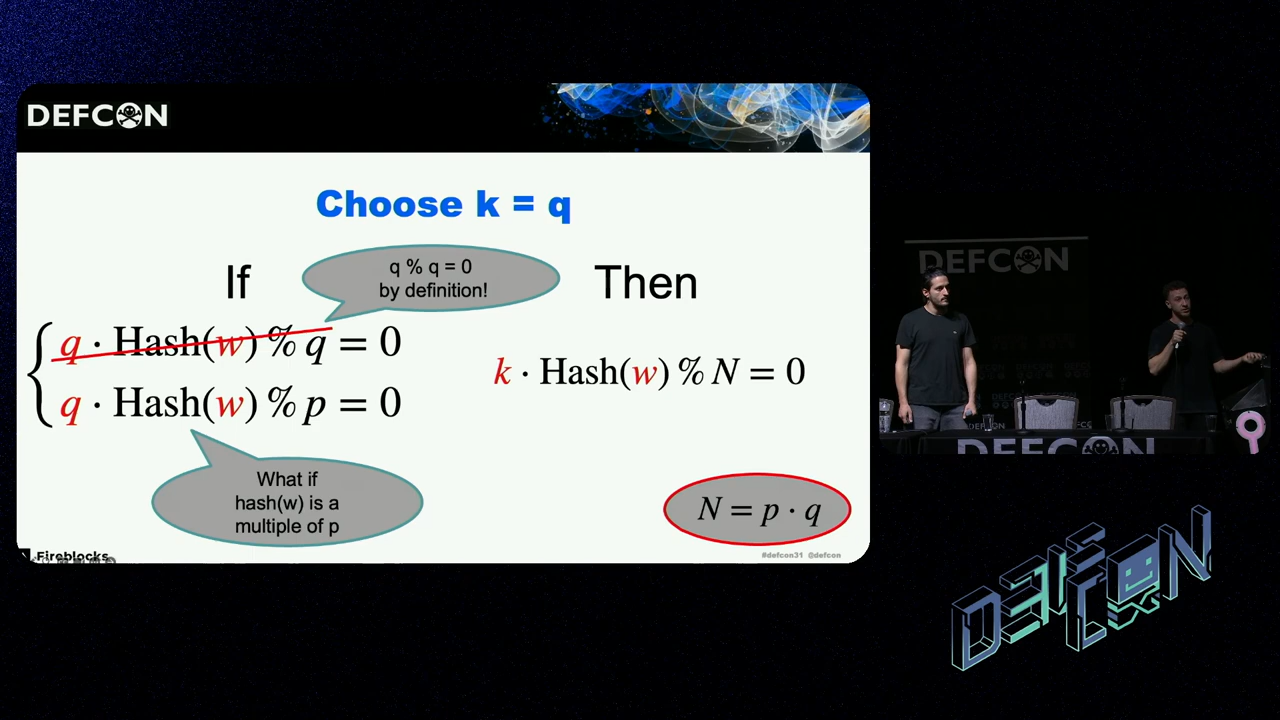 DEFCON
Choose k = q
If
q % q = 0
by definition!
Then
q · Hash(w) % q = 0
q · Hash(w) % p = 0
k · Hash(w) % N = 0
What if
hash(w) is a
multiple of p
N = p · q
Fireblocks
#defcon31 @defcon
DEFCON
DEFCON
DEFCON